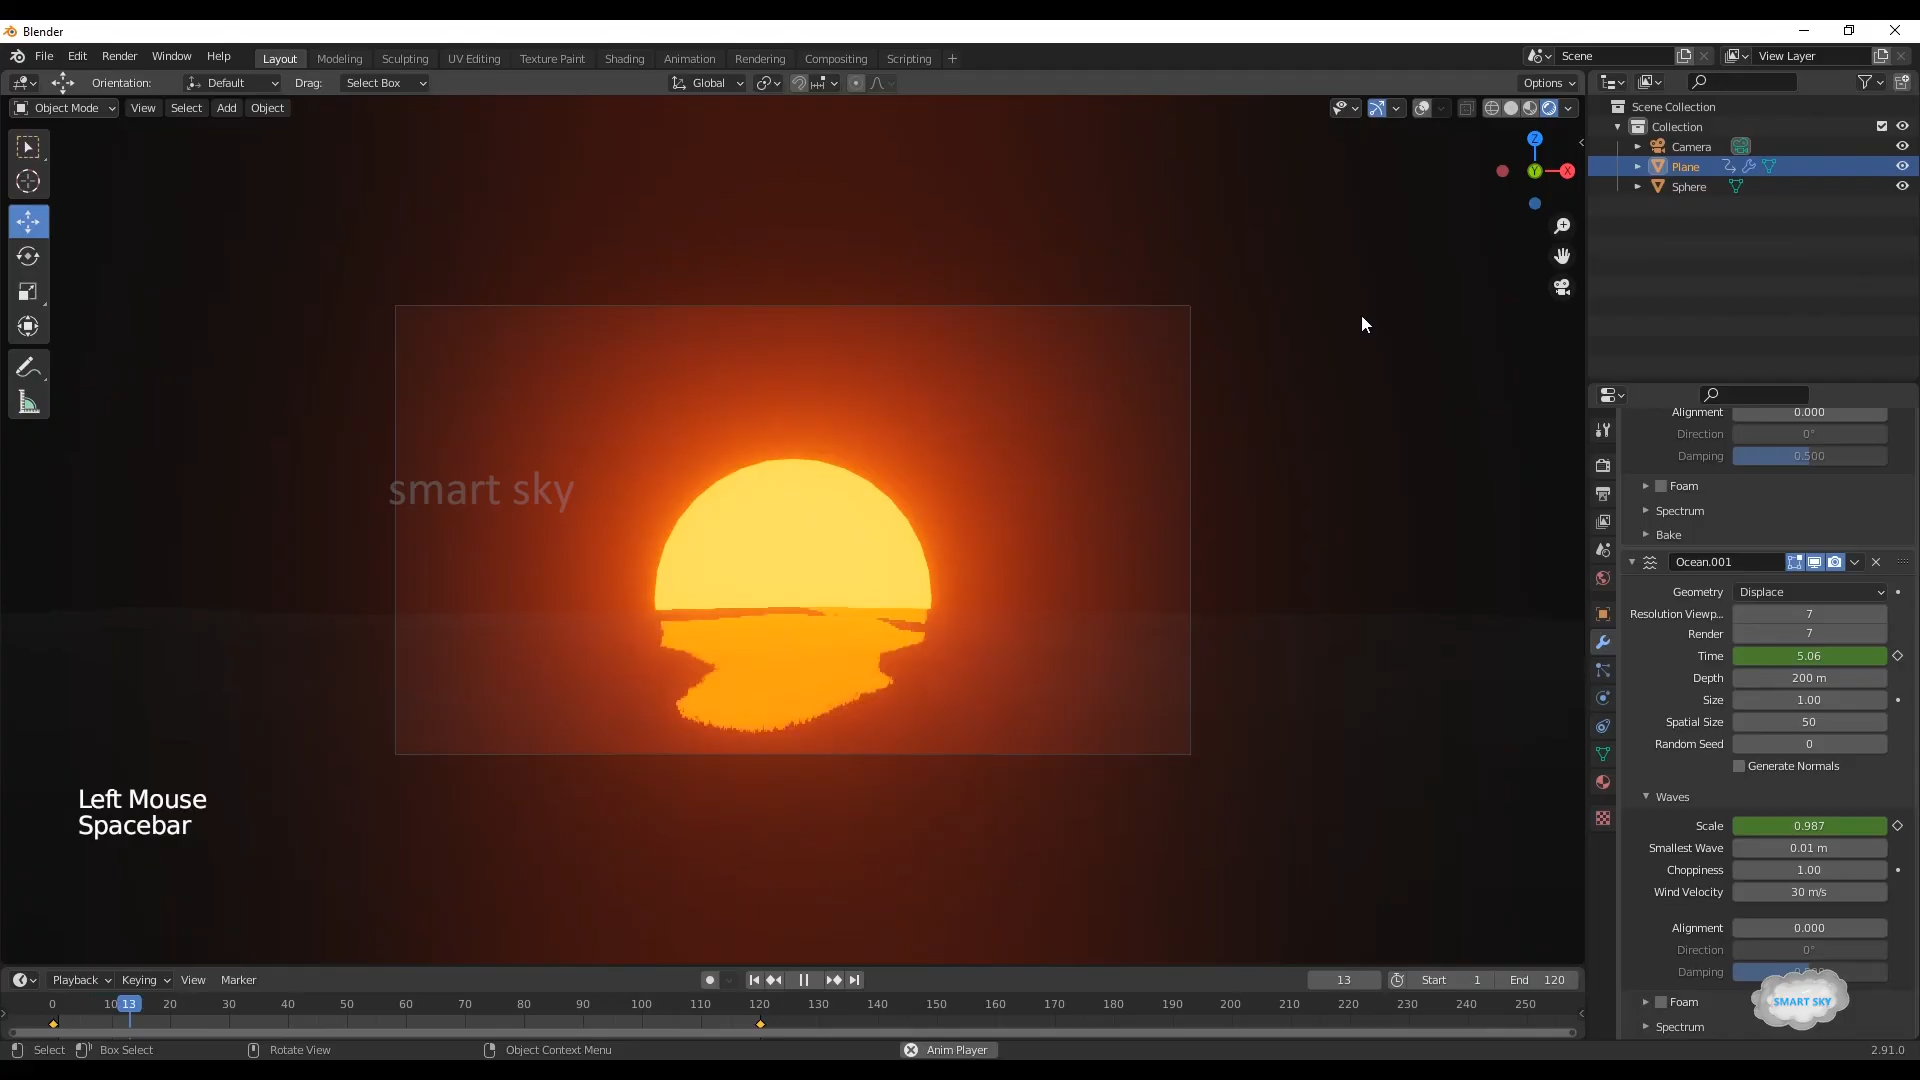 Blender
File Edit Render Window Help
Layout Modeling Sculpting UV Editing Texture Paint Shading Animation Rendering Compositing Scripting +
Scene
View Layer
Orientation: Default Drag: Select Box
Global
Options
Object Mode View Select Add Object
Z
Y X
Scene Collection
Collection
Camera
Plane
Sphere
smart sky
Left Mouse
Spacebar
Alignment 0.000
Direction 0°
Damping 0.500
Foam
Spectrum
Bake
Ocean.001
Geometry Displace
Resolution Viewp... 7
Render 7
Time 5.06
Depth 200 m
Size 1.00
Spatial Size 50
Random Seed 0
Generate Normals
Waves
Scale 0.987
Smallest Wave 0.01 m
Choppiness 1.00
Wind Velocity 30 m/s
Alignment 0.000
Direction 0°
Damping
SMART SKY
Foam
Spectrum
Playback Keying View Marker
13 Start 1 End 120
0 10 13 20 30 40 50 60 70 80 90 100 110 120 130 140 150 160 170 180 190 200 210 220 230 240 250
Select Box Select Rotate View Object Context Menu Anim Player 2.91.0